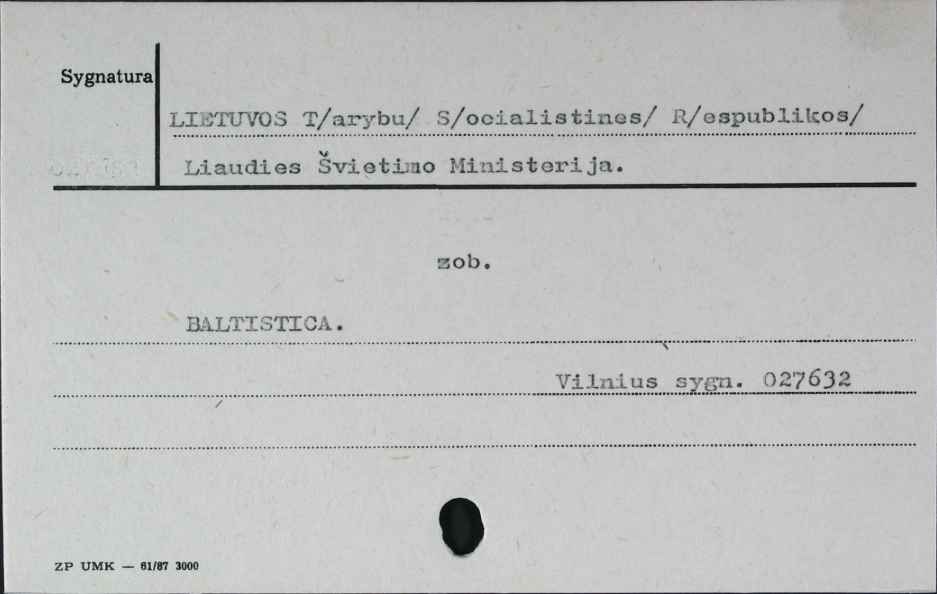 Sygnatura
LIETUVOS T/arybu/ S/ocialistines/ R/espublikos/
Liaudies Švietimo Ministerija.
zob.
BALTISTICA.
Vilnius sygn. 027632
ZP UMK — 61/87 3000